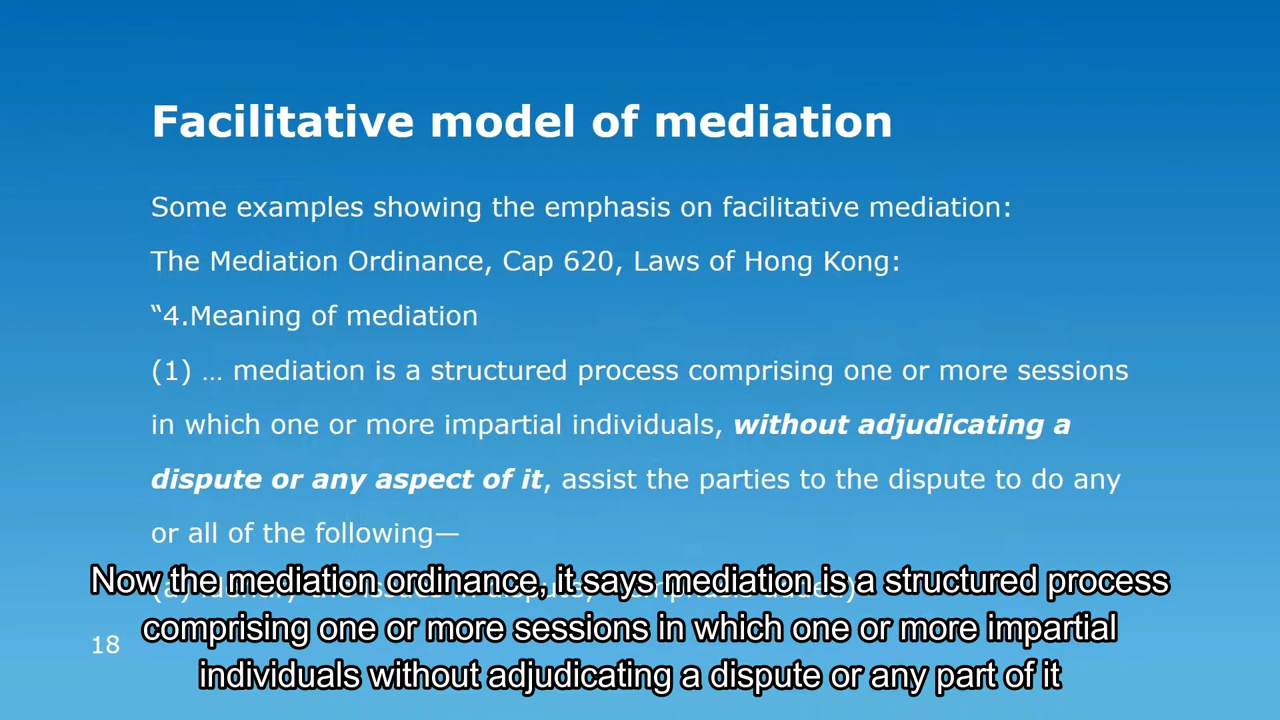 Facilitative model of mediation
Some examples showing the emphasis on facilitative mediation:
The Mediation Ordinance, Cap 620, Laws of Hong Kong:
“4.Meaning of mediation
(1) … mediation is a structured process comprising one or more sessions
in which one or more impartial individuals, without adjudicating a
dispute or any aspect of it, assist the parties to the dispute to do any
or all of the following—
Now the mediation ordinance, it says mediation is a structured process
comprising one or more sessions in which one or more impartial
individuals without adjudicating a dispute or any part of it
18